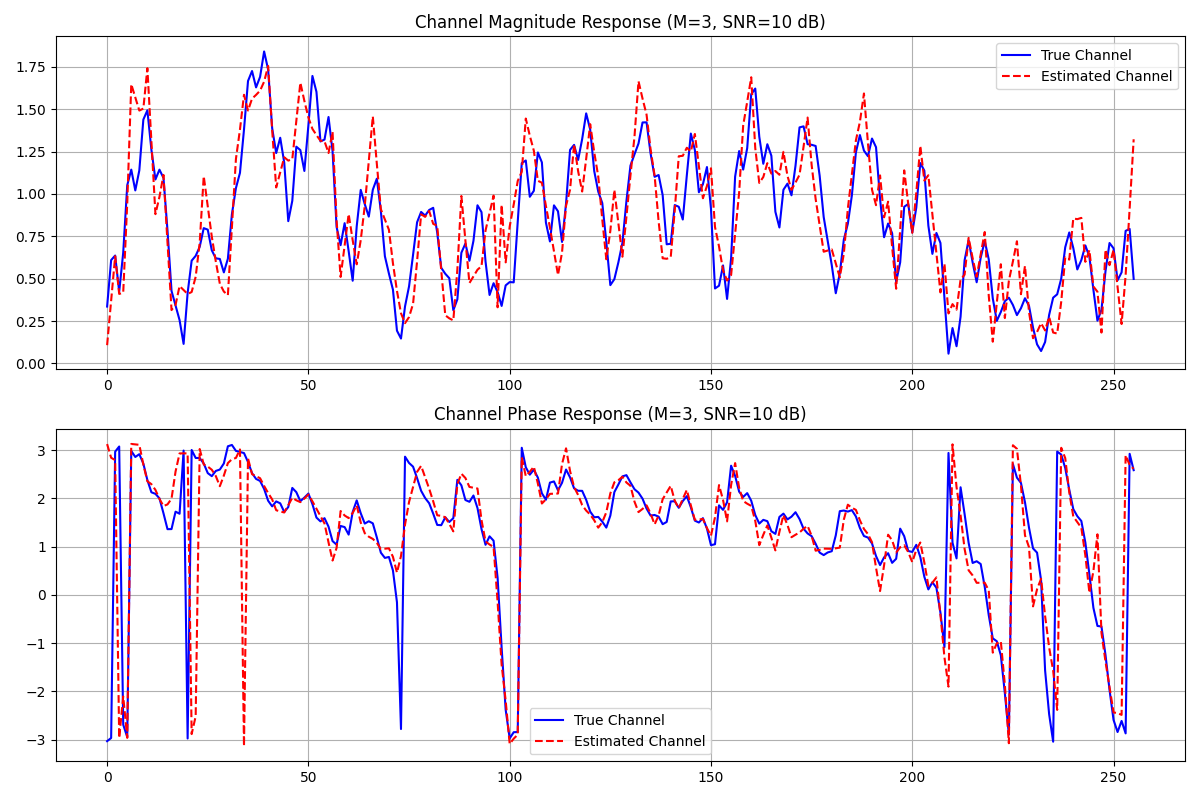 Channel Magnitude Response (M=3, SNR=10 dB)
True Channel
Estimated Channel
1.75
1.50
1.25
1.00
0.75
0.50
0.25
0.00
0 50 100 150 200 250
Channel Phase Response (M=3, SNR=10 dB)
3
2
1
0
−1
−2
−3
True Channel
Estimated Channel
0 50 100 150 200 250